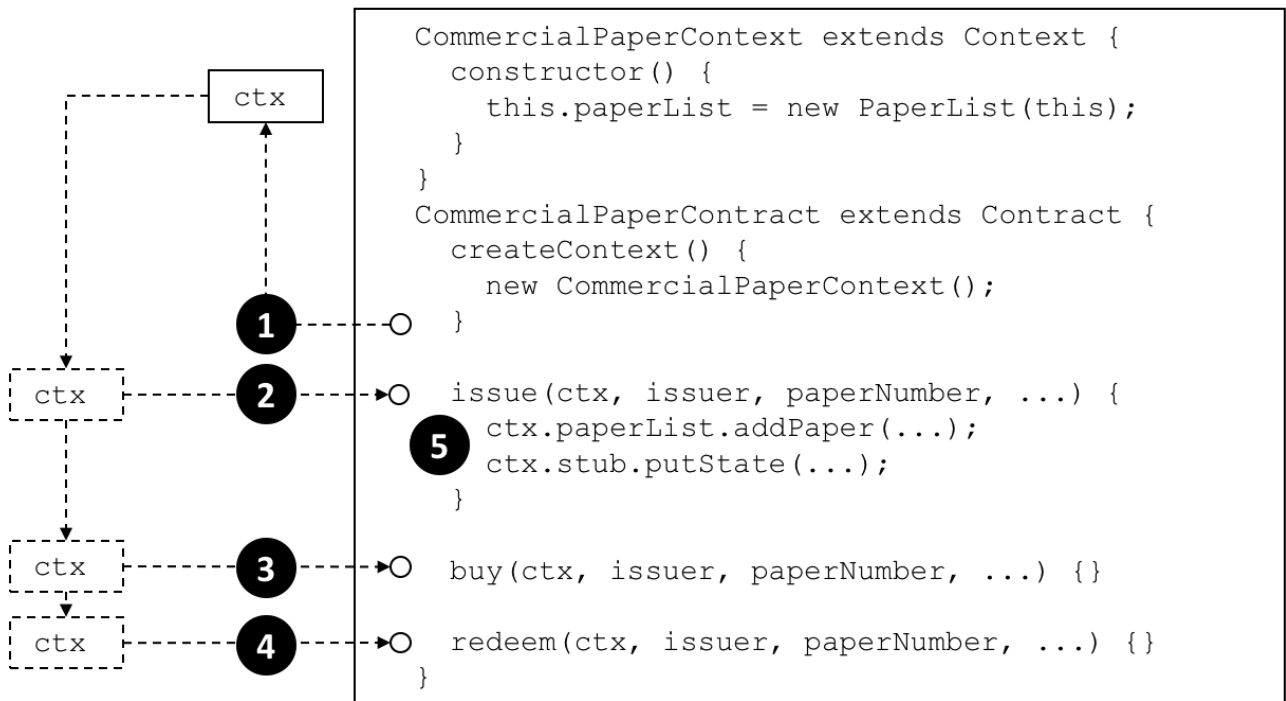 CommercialPaperContext extends Context {
constructor() {
ctx
this.paperList = new PaperList(this);
}
}
CommercialPaperContract extends Contract {
createContext() {
new CommercialPaperContext();
1
}
ctx
2
issue(ctx, issuer, paperNumber, ...) {
5
ctx.paperList.addPaper(...);
ctx.stub.putState(...);
}
ctx
3
buy(ctx, issuer, paperNumber, ...) {}
ctx
4
redeem(ctx, issuer, paperNumber, ...) {}
}